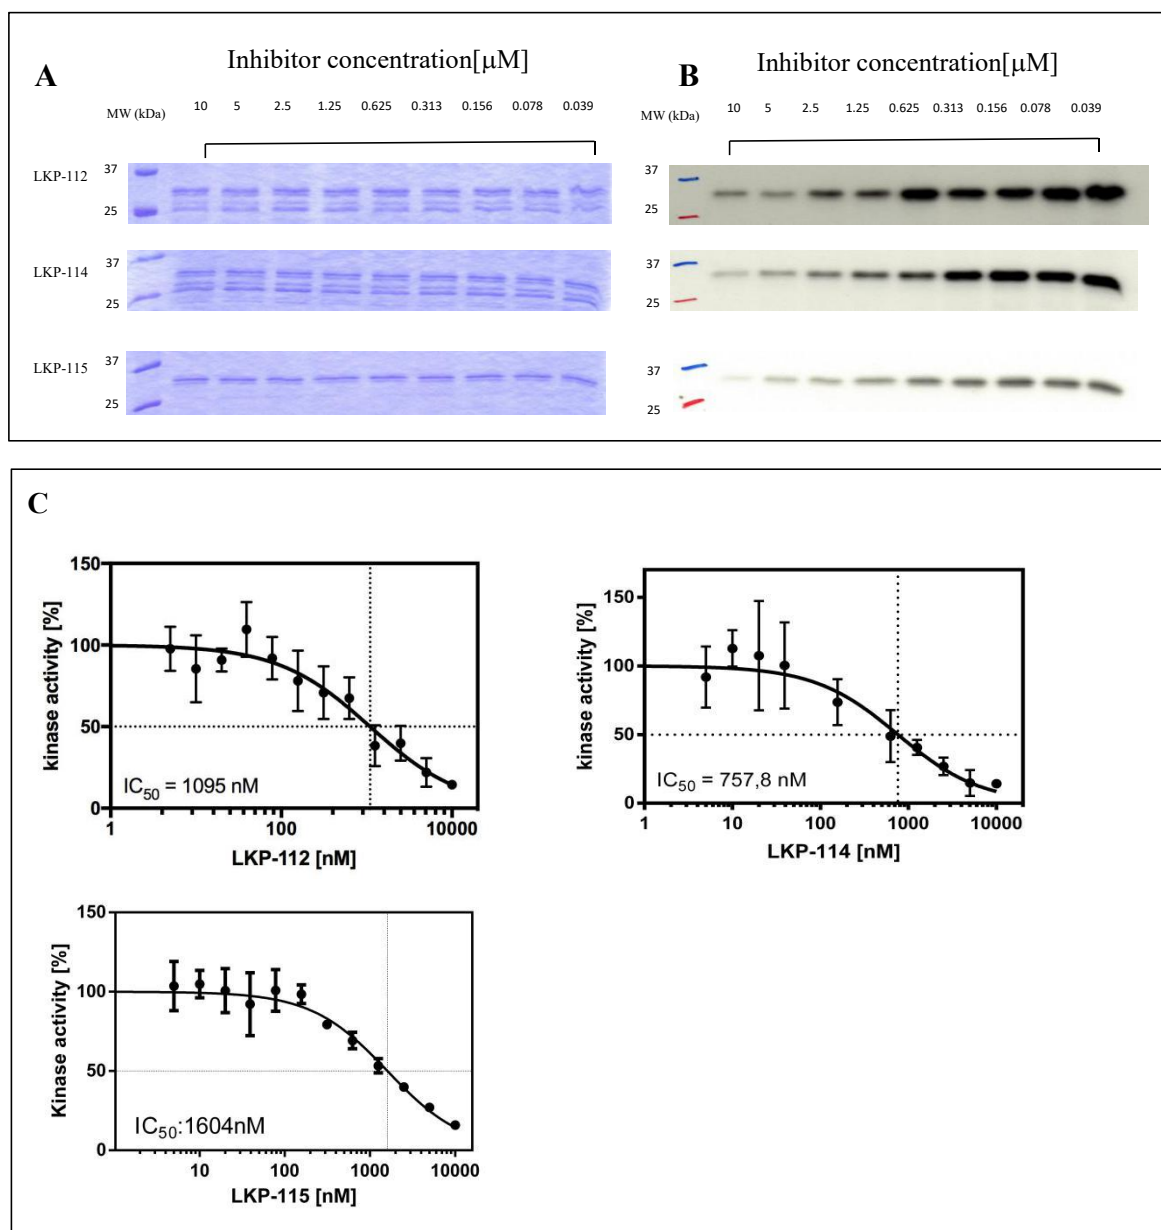 A
Inhibitor concentration[μM]
MW (kDa)
10 5 2.5 1.25 0.625 0.313 0.156 0.078 0.039
LKP-112
37
25
LKP-114
37
25
LKP-115
37
25
B
Inhibitor concentration[μM]
MW (kDa)
10 5 2.5 1.25 0.625 0.313 0.156 0.078 0.039
37
25
37
25
37
25
C
kinase activity [%]
150
100
50
0
IC50 = 1095 nM
1 100 10000
LKP-112 [nM]
kinase activity [%]
150
100
50
0
IC50 = 757,8 nM
1 10 100 1000 10000
LKP-114 [nM]
Kinase activity [%]
150
100
50
0
IC50:1604nM
10 100 1000 10000
LKP-115 [nM]